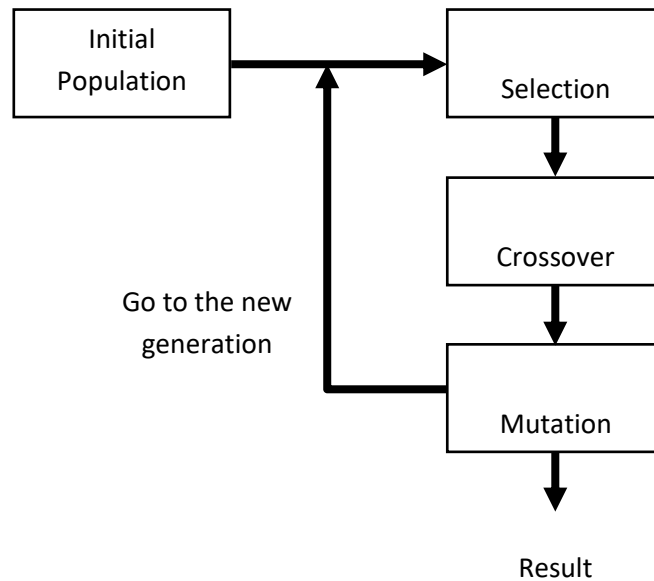 Initial
Population
Selection
Crossover
Go to the new
generation
Mutation
Result